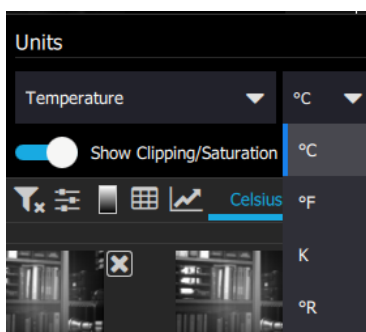 Units
Temperature
°C
Show Clipping/Saturation
°C
Celsius
°F
K
°R